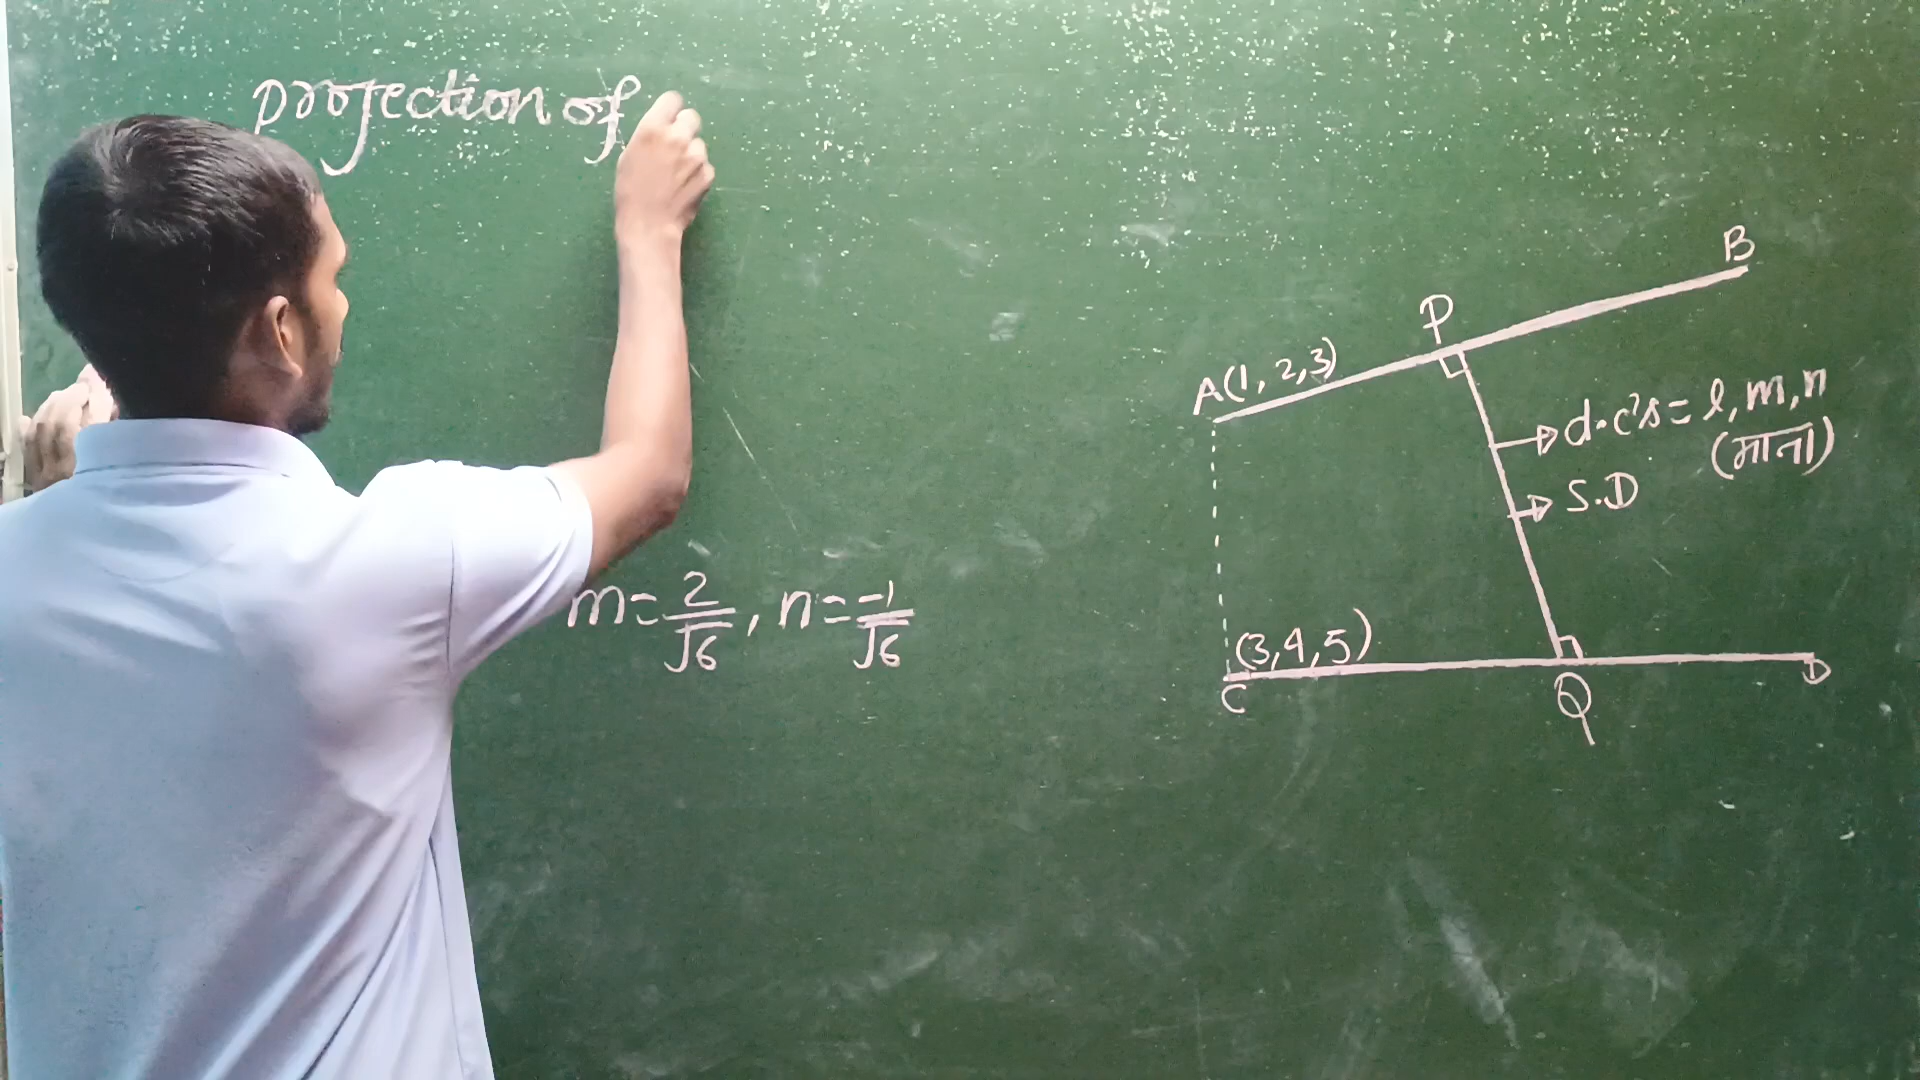 projection of
m=2/√6, n=-1/√6
B
P
A(1, 2, 3)
d.c's = l, m, n
(माना)
S.D
(3,4,5)
C
Q
D